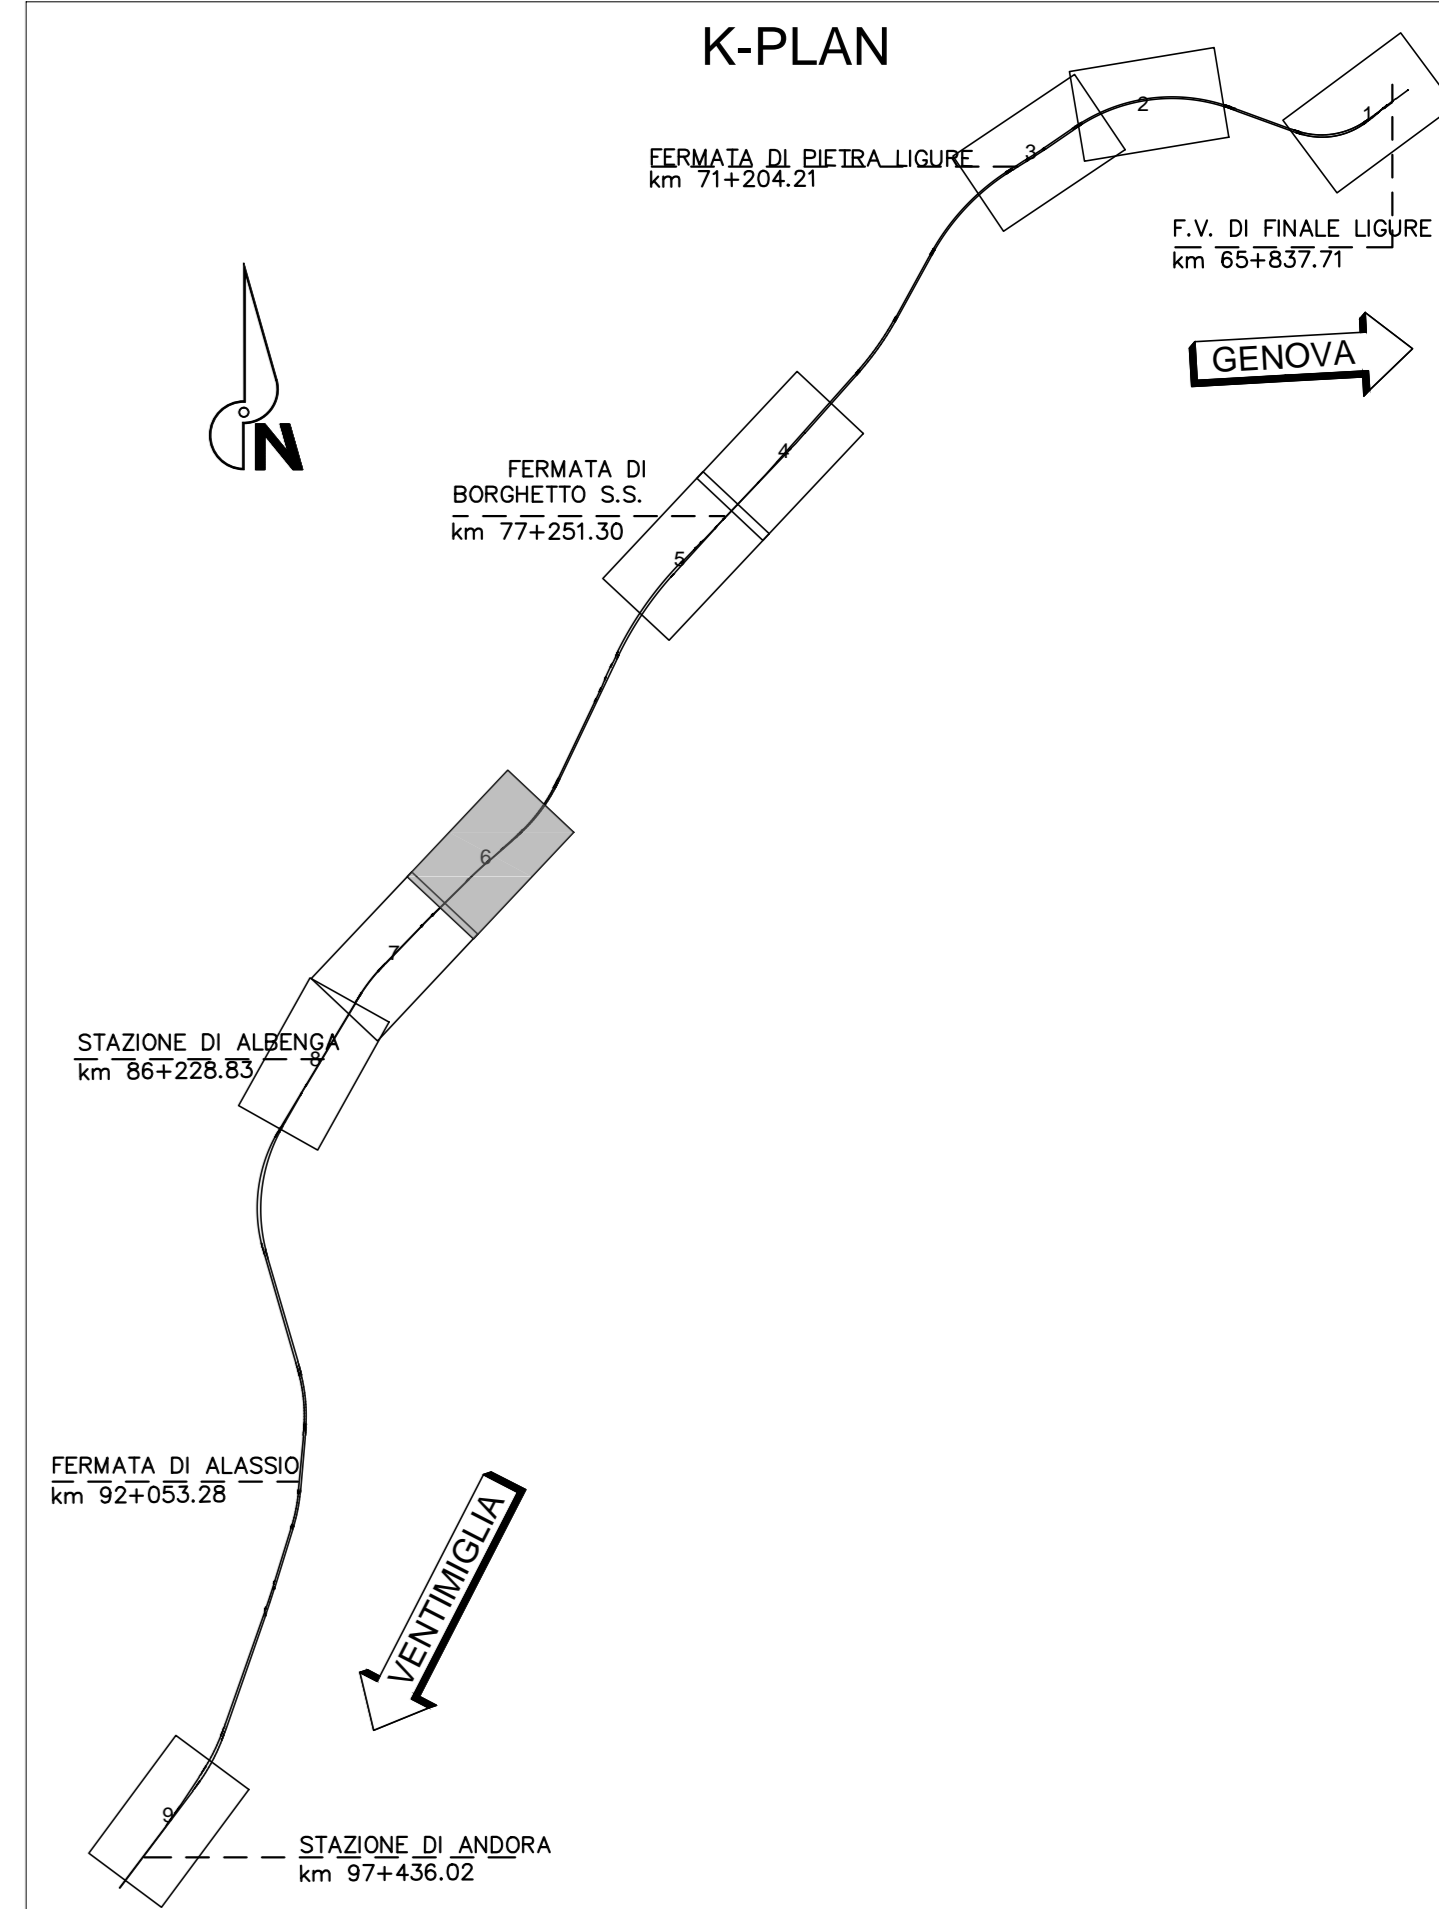 K-PLAN
1
2
3
FERMATA DI PIETRA LIGURE
km 71+204.21
F.V. DI FINALE LIGURE
km 65+837.71
GENOVA
N
4
FERMATA DI
BORGHETTO S.S.
km 77+251.30
5
6
7
STAZIONE DI ALBENGA
km 86+228.83
8
FERMATA DI ALASSIO
km 92+053.28
VENTIMIGLIA
9
STAZIONE DI ANDORA
km 97+436.02